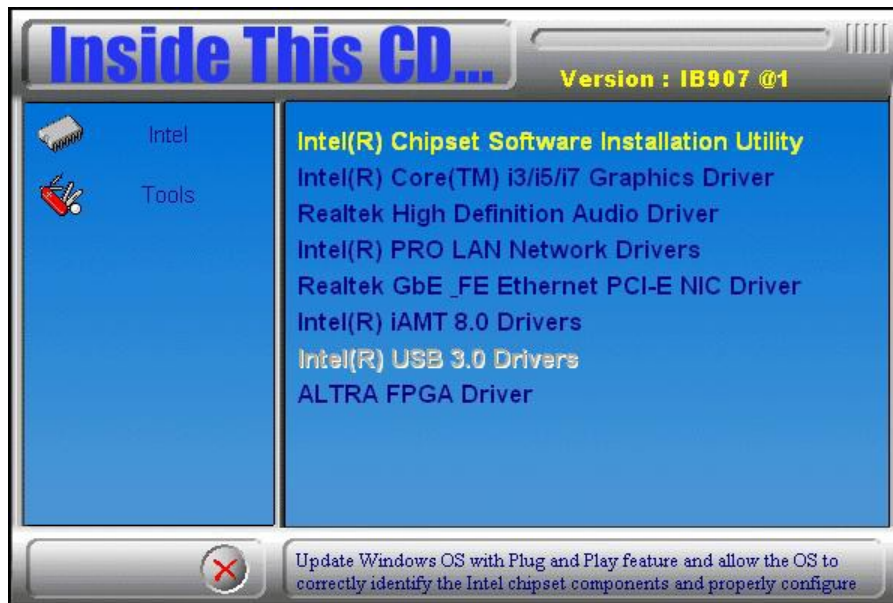 Inside This CD...
Version : IB907 @1
Intel
Tools
Intel(R) Chipset Software Installation Utility
Intel(R) Core(TM) i3/i5/i7 Graphics Driver
Realtek High Definition Audio Driver
Intel(R) PRO LAN Network Drivers
Realtek GbE _FE Ethernet PCI-E NIC Driver
Intel(R) iAMT 8.0 Drivers
Intel(R) USB 3.0 Drivers
ALTRA FPGA Driver
Update Windows OS with Plug and Play feature and allow the OS to
correctly identify the Intel chipset components and properly configure